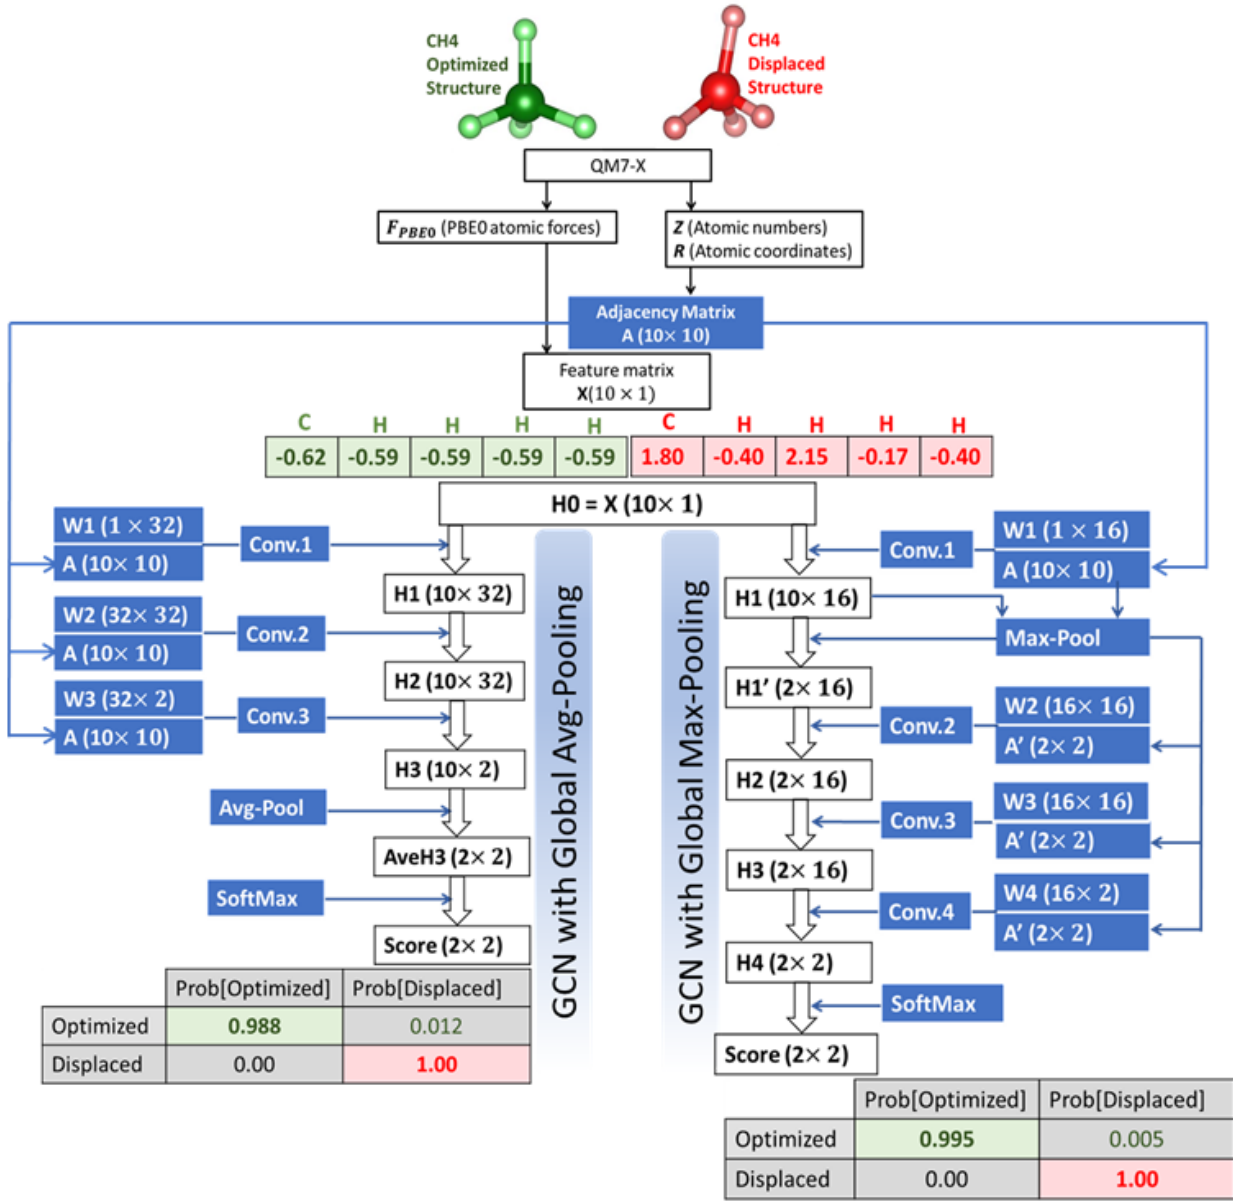 CH4
Optimized
Structure
CH4
Displaced
Structure
QM7-X
F_PBE0 (PBE0 atomic forces)
Z (Atomic numbers)
R (Atomic coordinates)
Adjacency Matrix
A (10× 10)
Feature matrix
X(10 × 1)
C H H H H C H H H H
-0.62 -0.59 -0.59 -0.59 -0.59 1.80 -0.40 2.15 -0.17 -0.40
H0 = X (10× 1)
W1 (1 × 32)
A (10× 10)
Conv.1
H1 (10× 32)
W2 (32× 32)
A (10× 10)
Conv.2
H2 (10× 32)
W3 (32× 2)
A (10× 10)
Conv.3
H3 (10× 2)
Avg-Pool
AveH3 (2× 2)
SoftMax
Score (2× 2)
GCN with Global Avg-Pooling
Prob[Optimized] Prob[Displaced]
Optimized 0.988 0.012
Displaced 0.00 1.00
GCN with Global Max-Pooling
Conv.1
W1 (1 × 16)
A (10× 10)
H1 (10× 16)
Max-Pool
H1’ (2× 16)
Conv.2
W2 (16× 16)
A’ (2× 2)
H2 (2× 16)
Conv.3
W3 (16× 16)
A’ (2× 2)
H3 (2× 16)
Conv.4
W4 (16× 2)
A’ (2× 2)
H4 (2× 2)
SoftMax
Score (2× 2)
Prob[Optimized] Prob[Displaced]
Optimized 0.995 0.005
Displaced 0.00 1.00